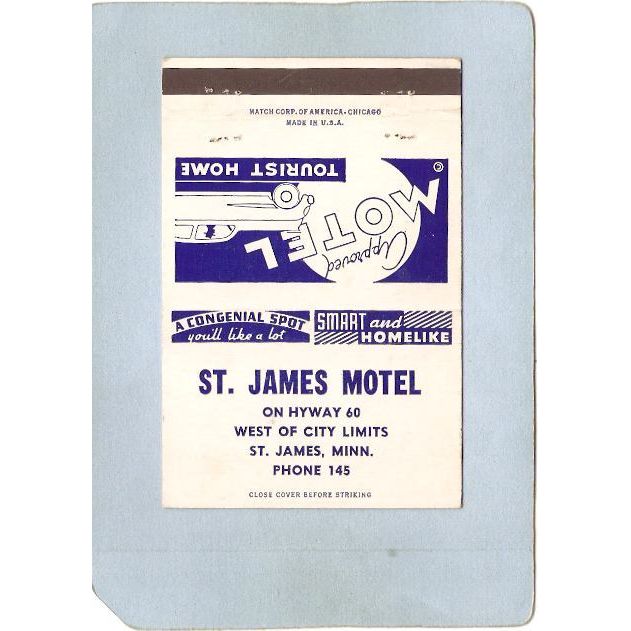 MATCH CORP. OF AMERICA - CHICAGO
MADE IN U.S.A.
TOURIST HOME
Approved
MOTEL
©
A CONGENIAL SPOT
you'll like a lot
SMART and
HOMELIKE
ST. JAMES MOTEL
ON HYWAY 60
WEST OF CITY LIMITS
ST. JAMES, MINN.
PHONE 145
CLOSE COVER BEFORE STRIKING